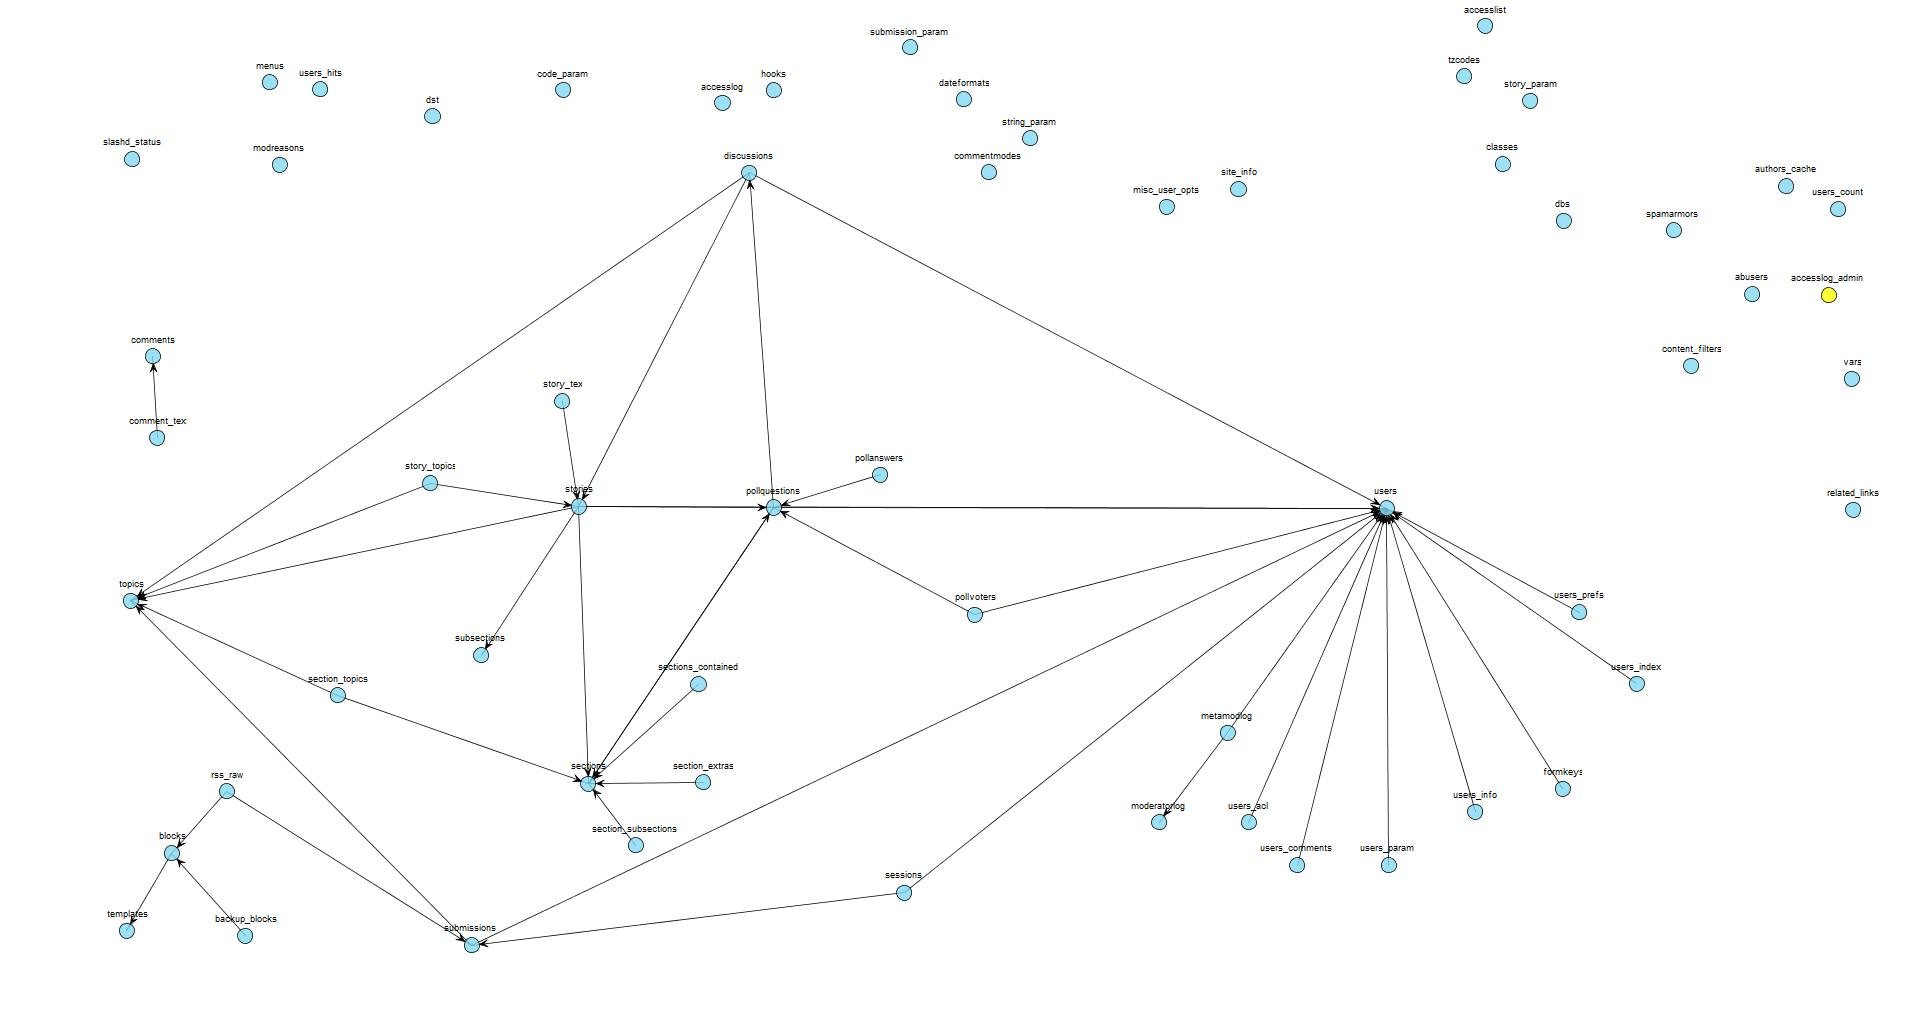 accesslist
submission_param
tzcodes
menus
users_hits
code_param
hooks
accesslog
dateformats
story_param
dst
string_param
slashd_status
modreasons
discussions
commentmodes
classes
site_info
misc_user_opts
authors_cache
users_count
dbs
spamarmors
abusers
accesslog_admin
comments
content_filters
vars
story_tex
comment_tex
story_topics
pollanswers
stories
pollquestions
users
related_links
topics
pollvoters
users_prefs
subsections
sections_contained
users_index
section_topics
metamodlog
sections
section_extras
rss_raw
formkeys
users_info
moderatorlog
users_acl
blocks
section_subsections
users_comments
users_param
sessions
templates
backup_blocks
submissions